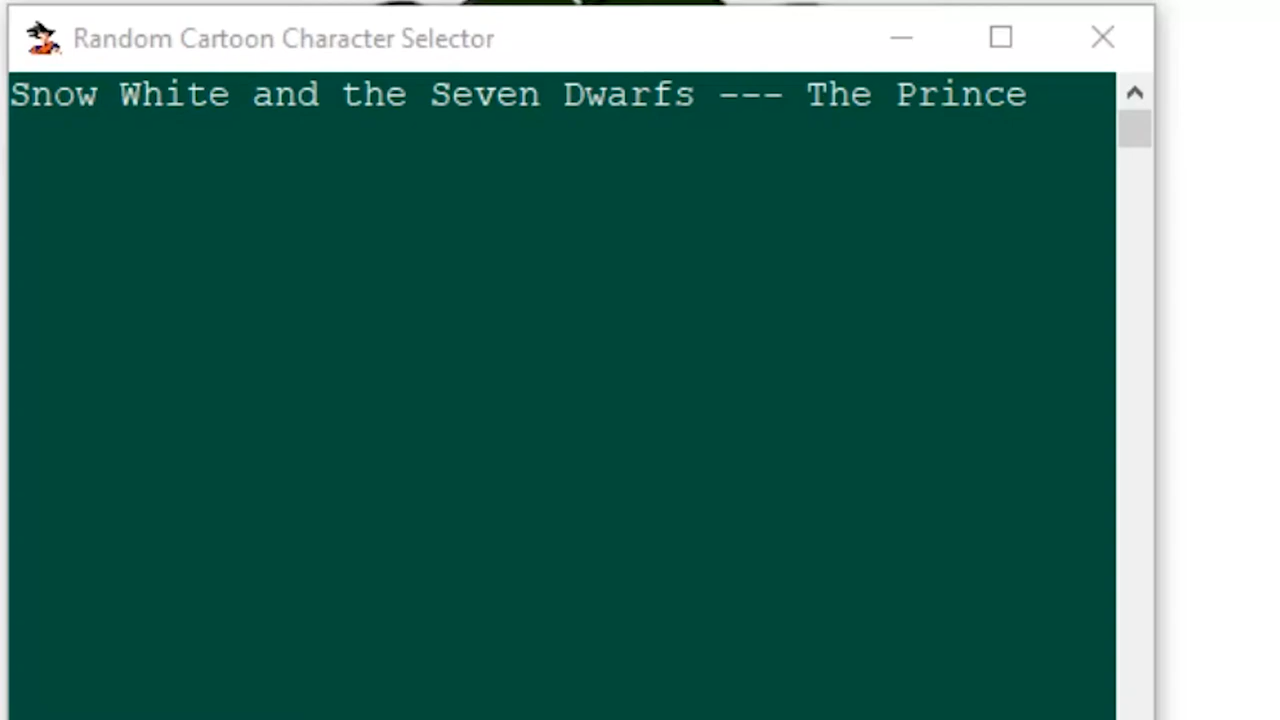 Random Cartoon Character Selector
Snow White and the Seven Dwarfs --- The Prince